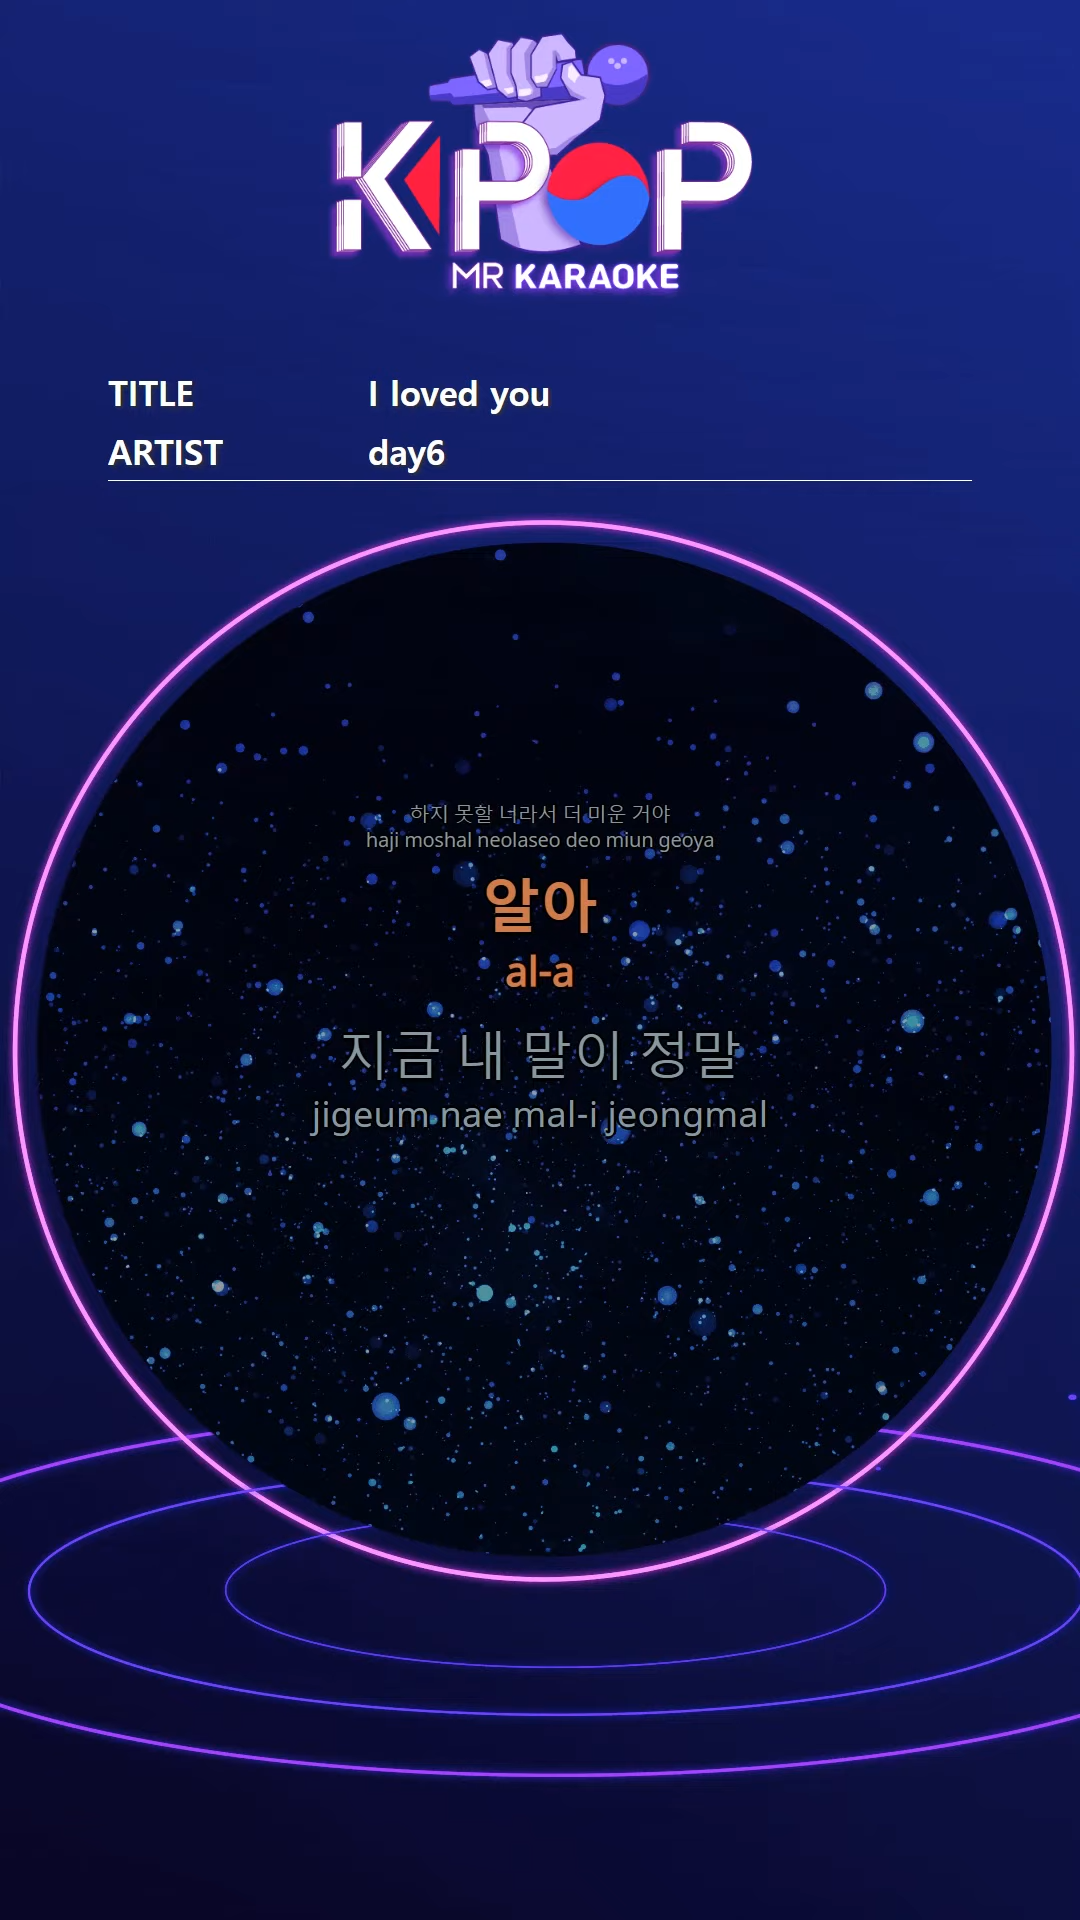 KPOP
MR KARAOKE
TITLE I loved you
ARTIST day6
하지 못할 너라서 더 미운 거야
haji moshal neolaseo deo miun geoya
알아
al-a
지금 내 말이 정말
jigeum nae mal-i jeongmal